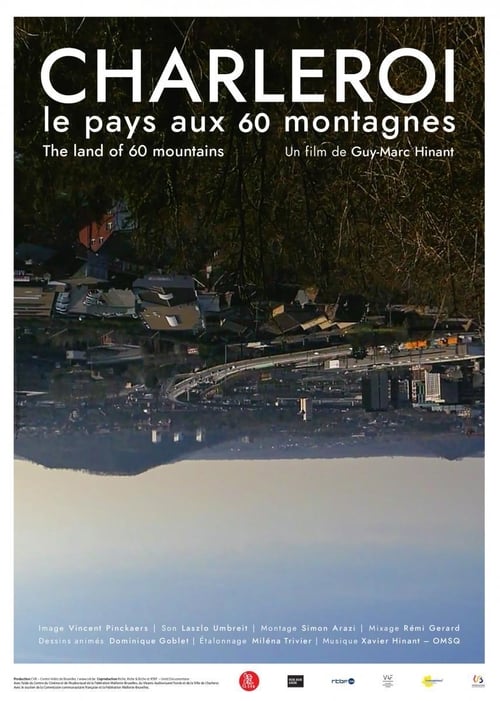 CHARLEROI
le pays aux 60 montagnes
The land of 60 mountains
Un film de Guy-Marc Hinant
Image Vincent Pinckaers | Son Laszlo Umbreit | Montage Simon Arazi | Mixage Rémi Gerard
Dessins animés Dominique Goblet | Étalonnage Miléna Trivier | Musique Xavier Hinant – OMSQ
rtbf